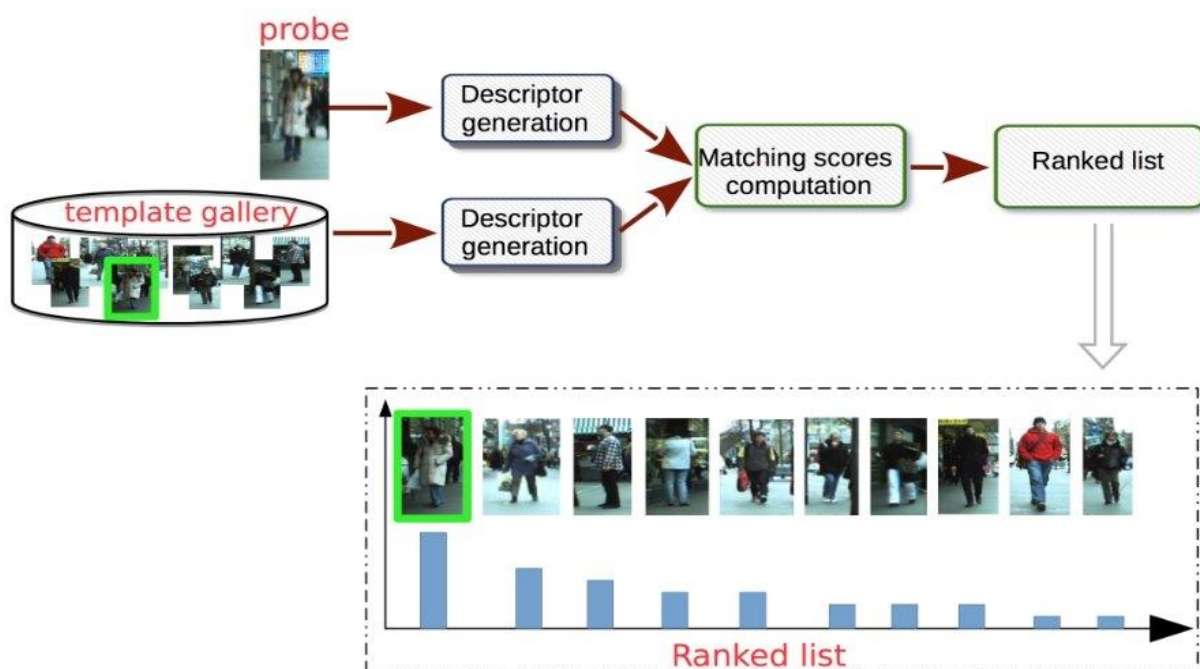 probe
Descriptor
generation
template gallery
Descriptor
generation
Matching scores
computation
Ranked list
Ranked list